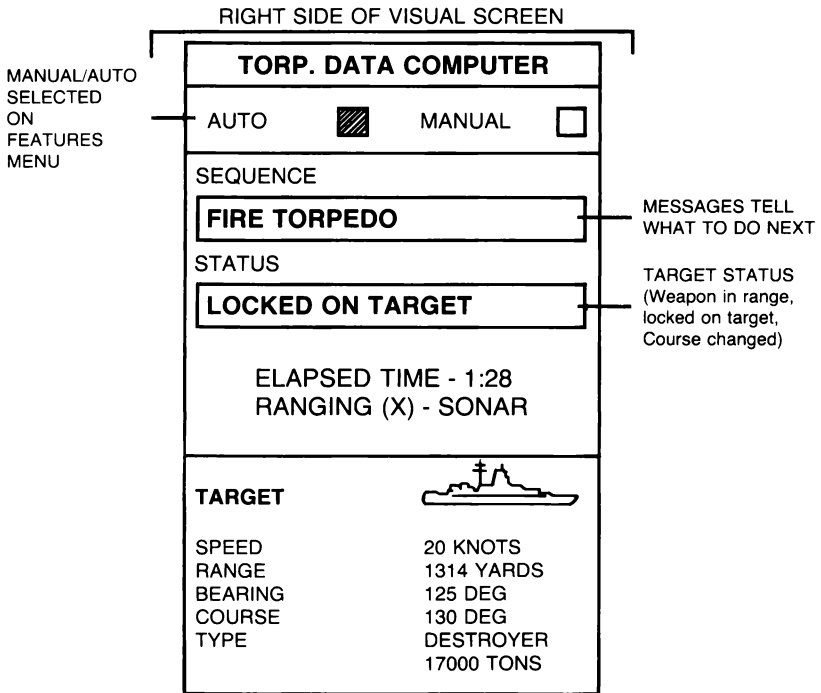 RIGHT SIDE OF VISUAL SCREEN
MANUAL/AUTO
SELECTED
ON
FEATURES
MENU
TORP. DATA COMPUTER
AUTO MANUAL
SEQUENCE
FIRE TORPEDO
MESSAGES TELL
WHAT TO DO NEXT
STATUS
LOCKED ON TARGET
TARGET STATUS
(Weapon in range,
locked on target,
Course changed)
ELAPSED TIME - 1:28
RANGING (X) - SONAR
TARGET
SPEED 20 KNOTS
RANGE 1314 YARDS
BEARING 125 DEG
COURSE 130 DEG
TYPE DESTROYER
17000 TONS